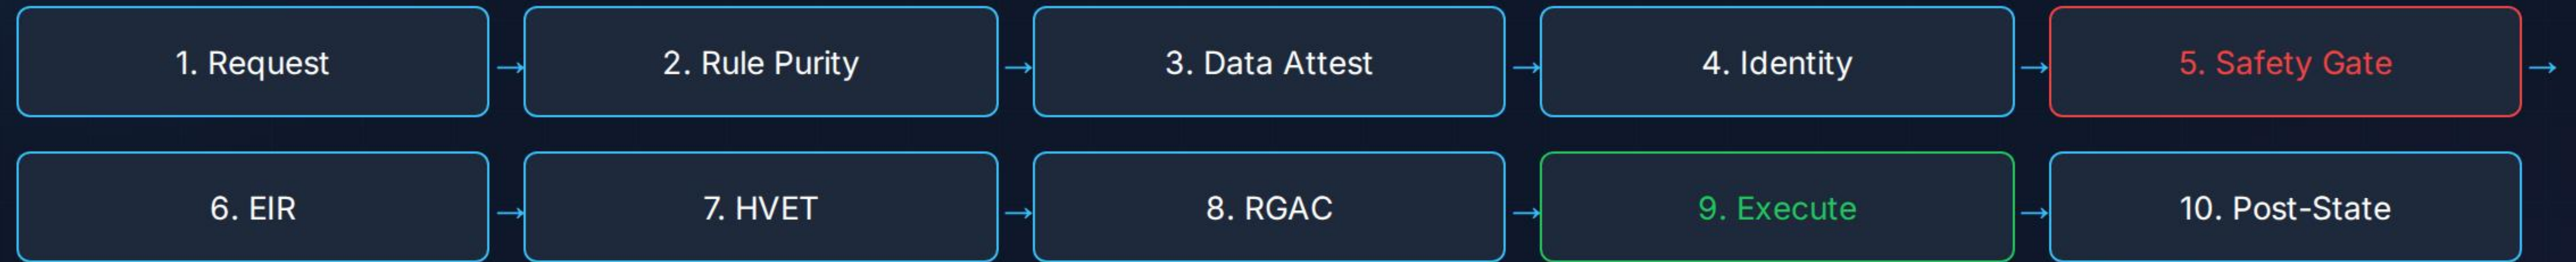 1. Request → 2. Rule Purity → 3. Data Attest → 4. Identity → 5. Safety Gate →
6. EIR → 7. HVET → 8. RGAC → 9. Execute → 10. Post-State